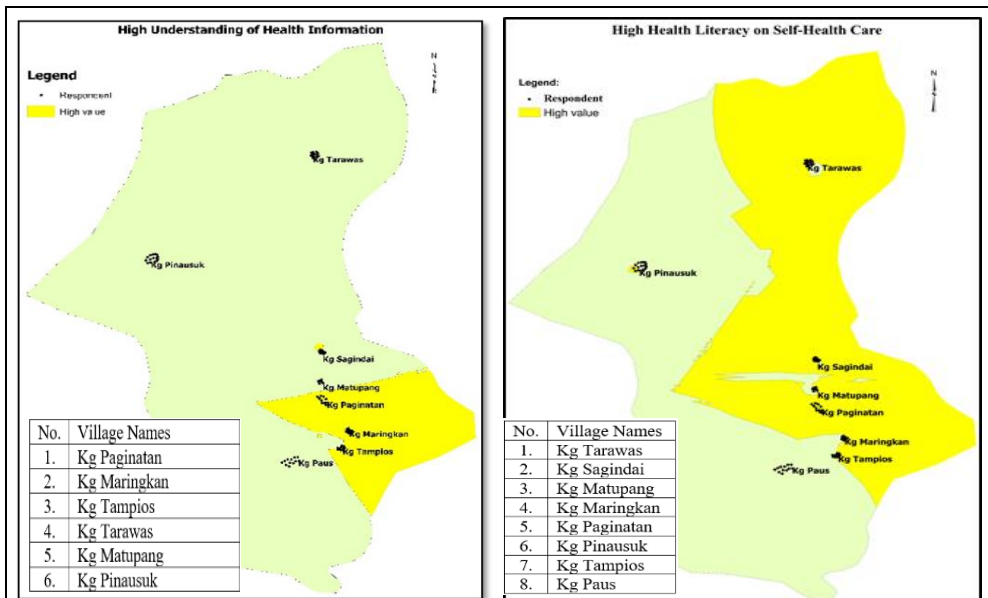 High Understanding of Health Information
Legend
Respondent
High value
N
Kg Tarawas
Kg Pinausuk
Kg Sagindai
Kg Matupang
Kg Paginatan
Kg Maringkan
Kg Tampios
Kg Paus
No. Village Names
1. Kg Paginatan
2. Kg Maringkan
3. Kg Tampios
4. Kg Tarawas
5. Kg Matupang
6. Kg Pinausuk
High Health Literacy on Self-Health Care
Legend:
Respondent
High value
N
Kg Tarawas
Kg Pinausuk
Kg Sagindai
Kg Matupang
Kg Paginatan
Kg Maringkan
Kg Tampios
Kg Paus
No. Village Names
1. Kg Tarawas
2. Kg Sagindai
3. Kg Matupang
4. Kg Maringkan
5. Kg Paginatan
6. Kg Pinausuk
7. Kg Tampios
8. Kg Paus